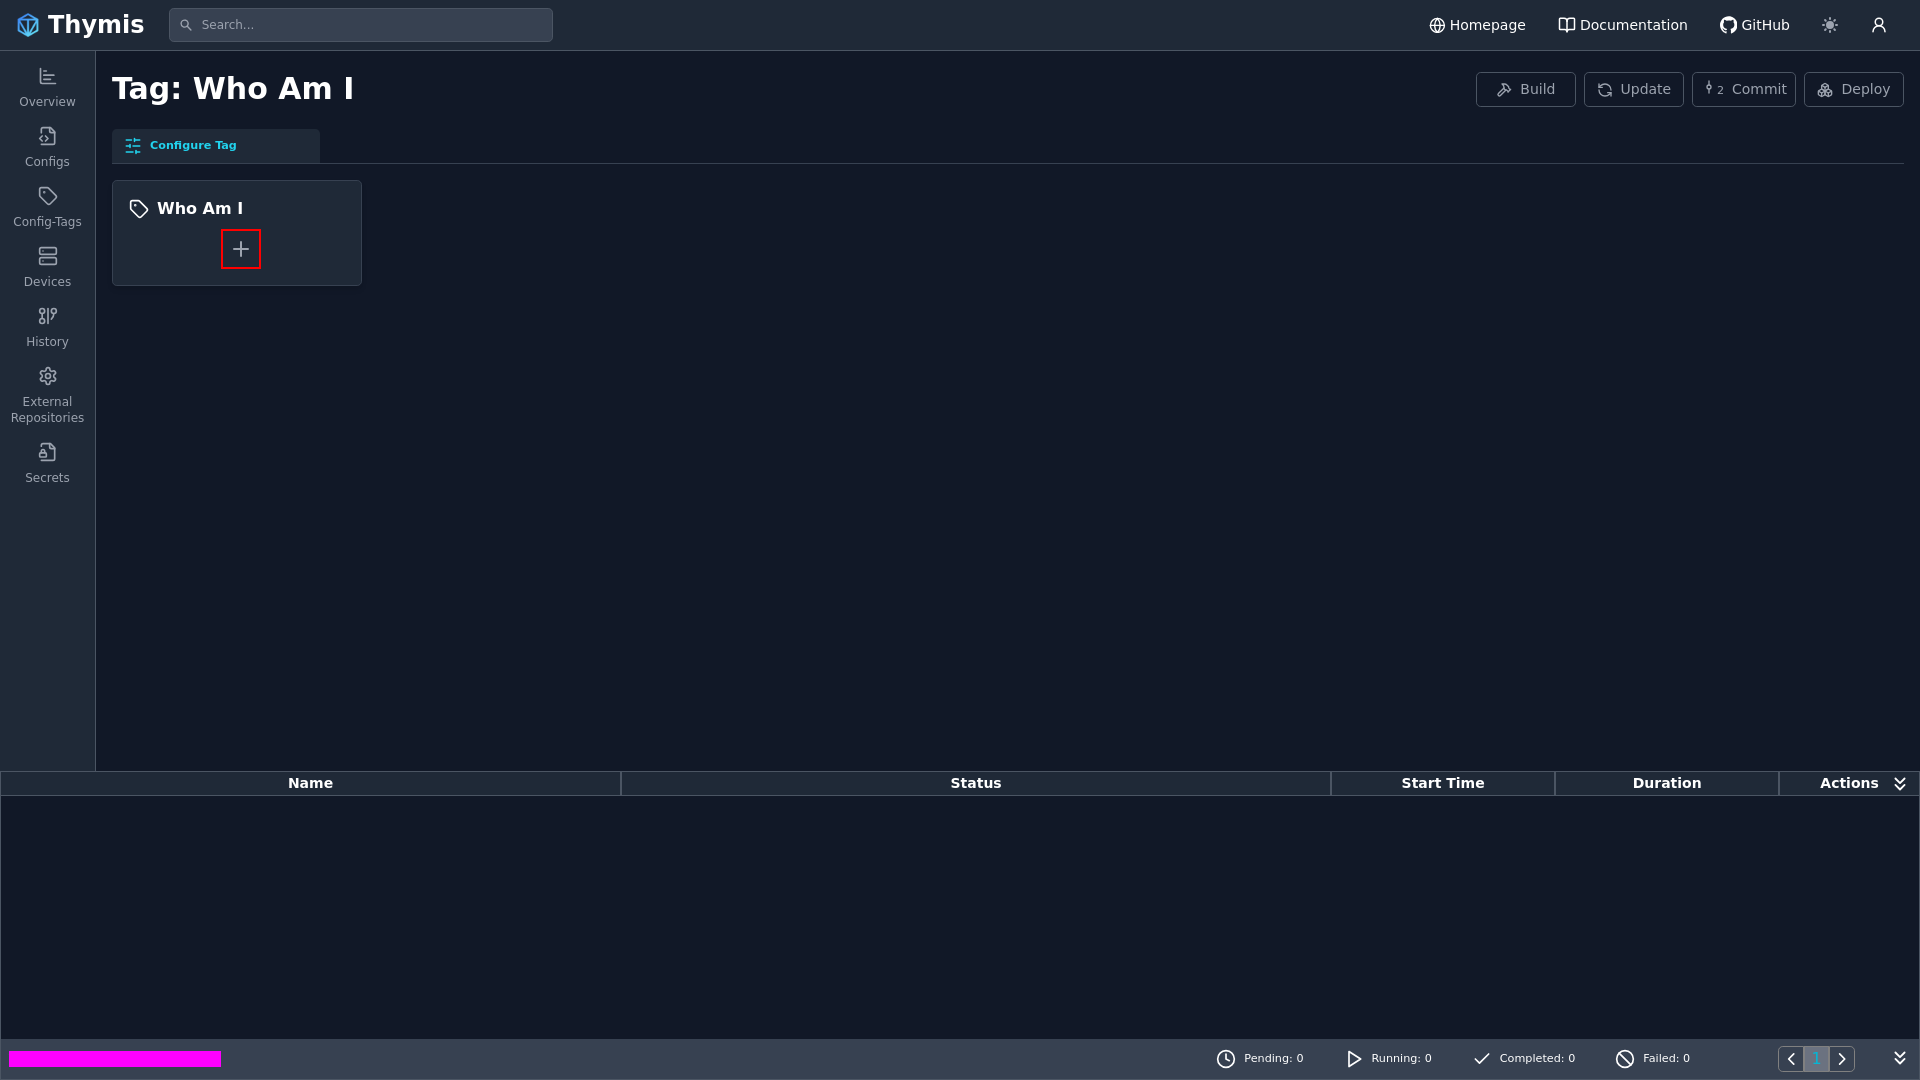 Thymis
Search...
Homepage
Documentation
GitHub
Overview
Configs
Config-Tags
Devices
History
External
Repositories
Secrets
Tag: Who Am I
Build
Update
2 Commit
Deploy
Configure Tag
Who Am I
Name
Status
Start Time
Duration
Actions
Pending: 0
Running: 0
Completed: 0
Failed: 0
1